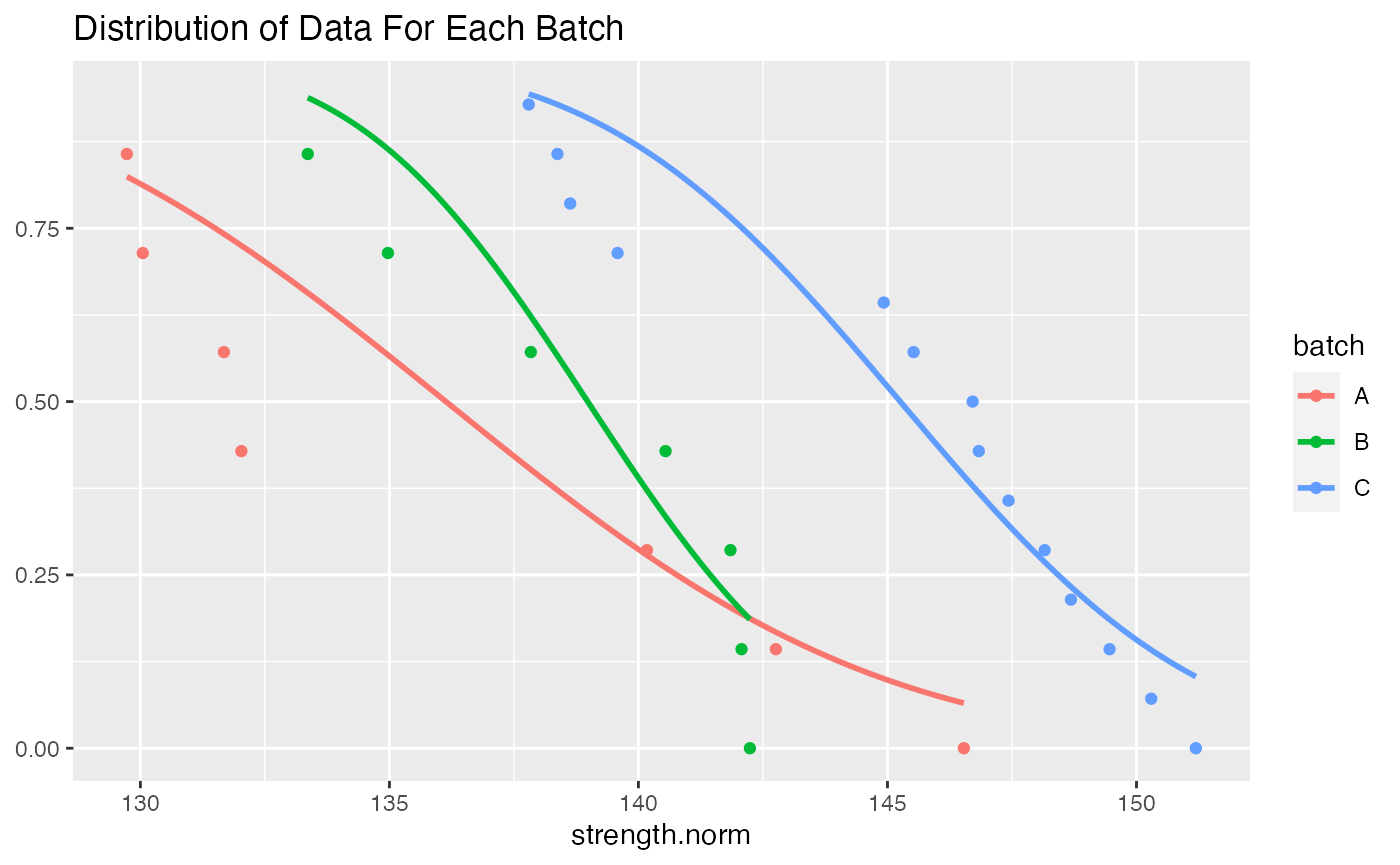 Distribution of Data For Each Batch
0.75
0.50
0.25
0.00
130 135 140 145 150
strength.norm
batch
A
B
C